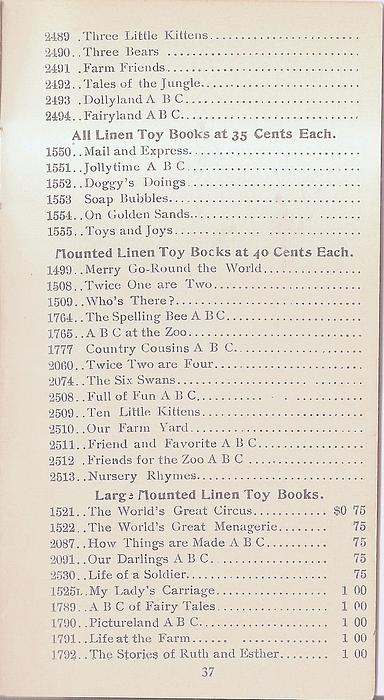 2489 .Three Little Kittens
2490..Three Bears
2491 .Farm Friends
2492..Tales of the Jungle
2493 .Dollyland A B C
2494..Fairyland A B C
All Linen Toy Books at 35 Cents Each.
1550..Mail and Express
1551..Jollytime A B C
1552..Doggy's Doings
1553 Soap Bubbles
1554..On Golden Sands
1555..Toys and Joys
Mounted Linen Toy Books at 40 Cents Each.
1499..Merry Go-Round the World
1508..Twice One are Two
1509..Who's There?
1764..The Spelling Bee A B C
1765..A B C at the Zoo
1777 Country Cousins A B C
2060..Twice Two are Four
2074..The Six Swans
2508..Full of Fun A B C
2509..Ten Little Kittens
2510..Our Farm Yard
2511..Friend and Favorite A B C
2512 .Friends for the Zoo A B C
2513..Nursery Rhymes
Large Mounted Linen Toy Books.
1521..The World's Great Circus.......... $0 75
1522..The World's Great Menagerie.......... 75
2087..How Things are Made A B C.......... 75
2091..Our Darlings A B C.......... 75
2530..Life of a Soldier.......... 75
1525L.My Lady's Carriage.......... 1 00
1789..A B C of Fairy Tales.......... 1 00
1790..Pictureland A B C.......... 1 00
1791..Life at the Farm.......... 1 00
1792..The Stories of Ruth and Esther.......... 1 00
37